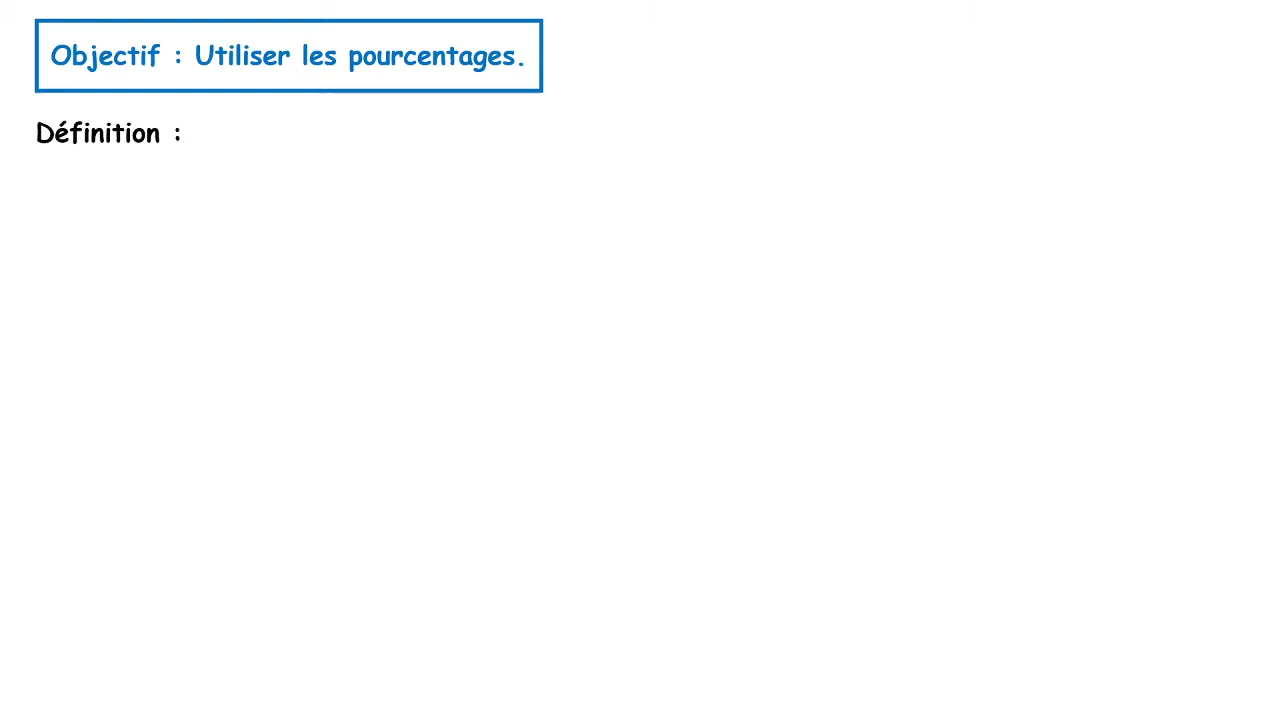 Objectif : Utiliser les pourcentages.
Définition :